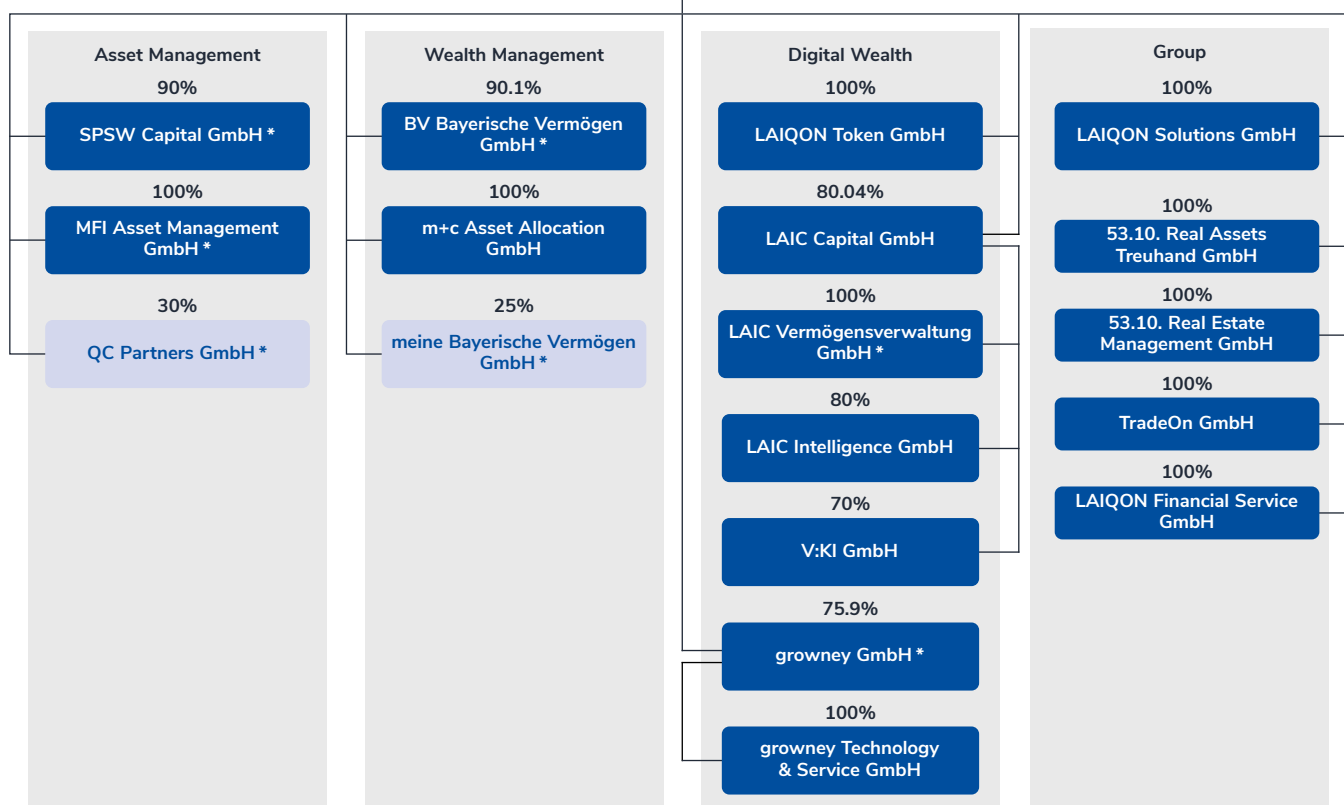 Asset Management
90%
SPSW Capital GmbH *
100%
MFI Asset Management
GmbH *
30%
QC Partners GmbH *
Wealth Management
90.1%
BV Bayerische Vermögen
GmbH *
100%
m+c Asset Allocation
GmbH
25%
meine Bayerische Vermögen
GmbH *
Digital Wealth
100%
LAIQON Token GmbH
80.04%
LAIC Capital GmbH
100%
LAIC Vermögensverwaltung
GmbH *
80%
LAIC Intelligence GmbH
70%
V:KI GmbH
75.9%
growney GmbH *
100%
growney Technology
& Service GmbH
Group
100%
LAIQON Solutions GmbH
100%
53.10. Real Assets
Treuhand GmbH
100%
53.10. Real Estate
Management GmbH
100%
TradeOn GmbH
100%
LAIQON Financial Service
GmbH